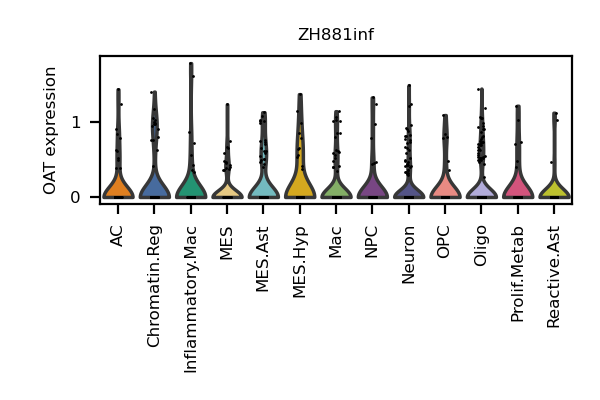 ZH881inf
OAT expression
1
0
AC
Chromatin.Reg
Inflammatory.Mac
MES
MES.Ast
MES.Hyp
Mac
NPC
Neuron
OPC
Oligo
Prolif.Metab
Reactive.Ast